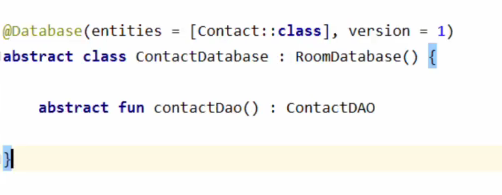 @Database(entities = [Contact::class], version = 1)
abstract class ContactDatabase : RoomDatabase() {
abstract fun contactDao() : ContactDAO
}